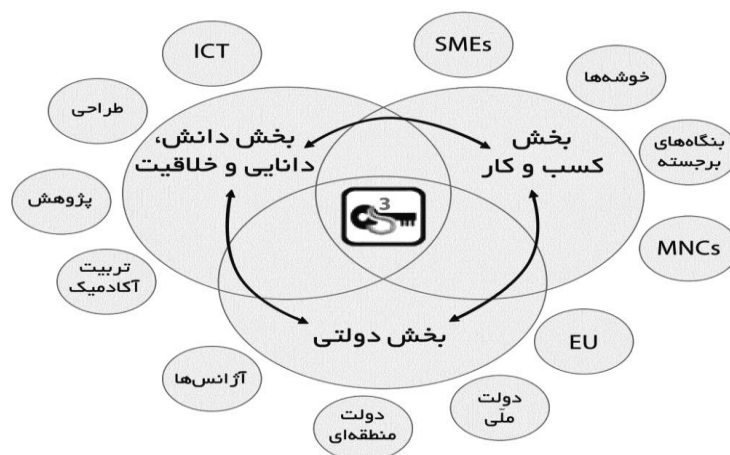 ICT
SMEs
خوشه‌ها
طراحی
بخش دانش،
دانایی و خلاقیت
بخش
کسب و کار
بنگاه‌های
برجسته
پژوهش
3
MNCs
تربیت
آکادمیک
بخش دولتی
EU
آژانس‌ها
دولت
منطقه‌ای
دولت
ملّی